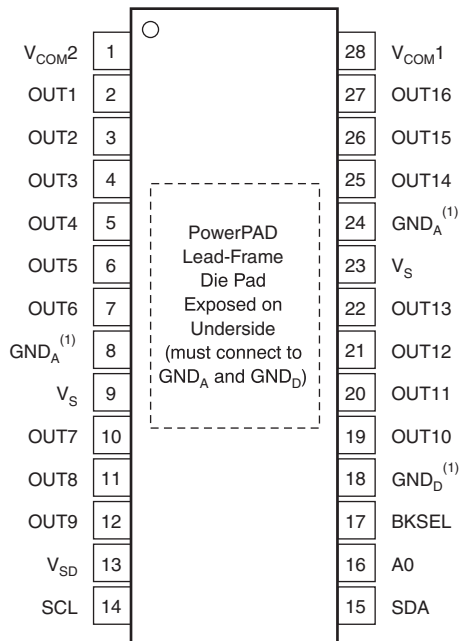 V_COM2 1 28 V_COM1
OUT1 2 27 OUT16
OUT2 3 26 OUT15
OUT3 4 25 OUT14
OUT4 5 24 GND_A^(1)
OUT5 6 23 V_S
OUT6 7 22 OUT13
GND_A^(1) 8 21 OUT12
V_S 9 20 OUT11
OUT7 10 19 OUT10
OUT8 11 18 GND_D^(1)
OUT9 12 17 BKSEL
V_SD 13 16 A0
SCL 14 15 SDA
PowerPAD
Lead-Frame
Die Pad
Exposed on
Underside
(must connect to
GND_A and GND_D)